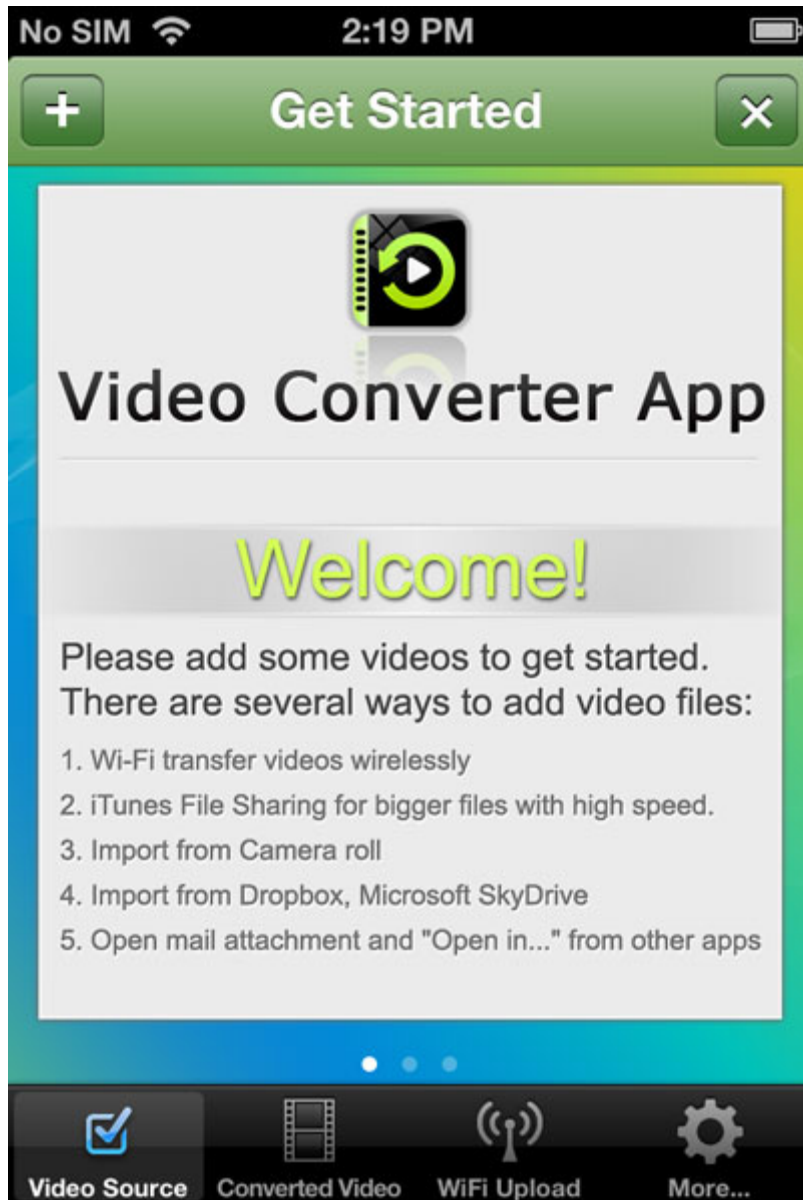 No SIM 2:19 PM
+ Get Started ×
Video Converter App
Welcome!
Please add some videos to get started.
There are several ways to add video files:
1. Wi-Fi transfer videos wirelessly
2. iTunes File Sharing for bigger files with high speed.
3. Import from Camera roll
4. Import from Dropbox, Microsoft SkyDrive
5. Open mail attachment and "Open in..." from other apps
Video Source Converted Video WiFi Upload More...